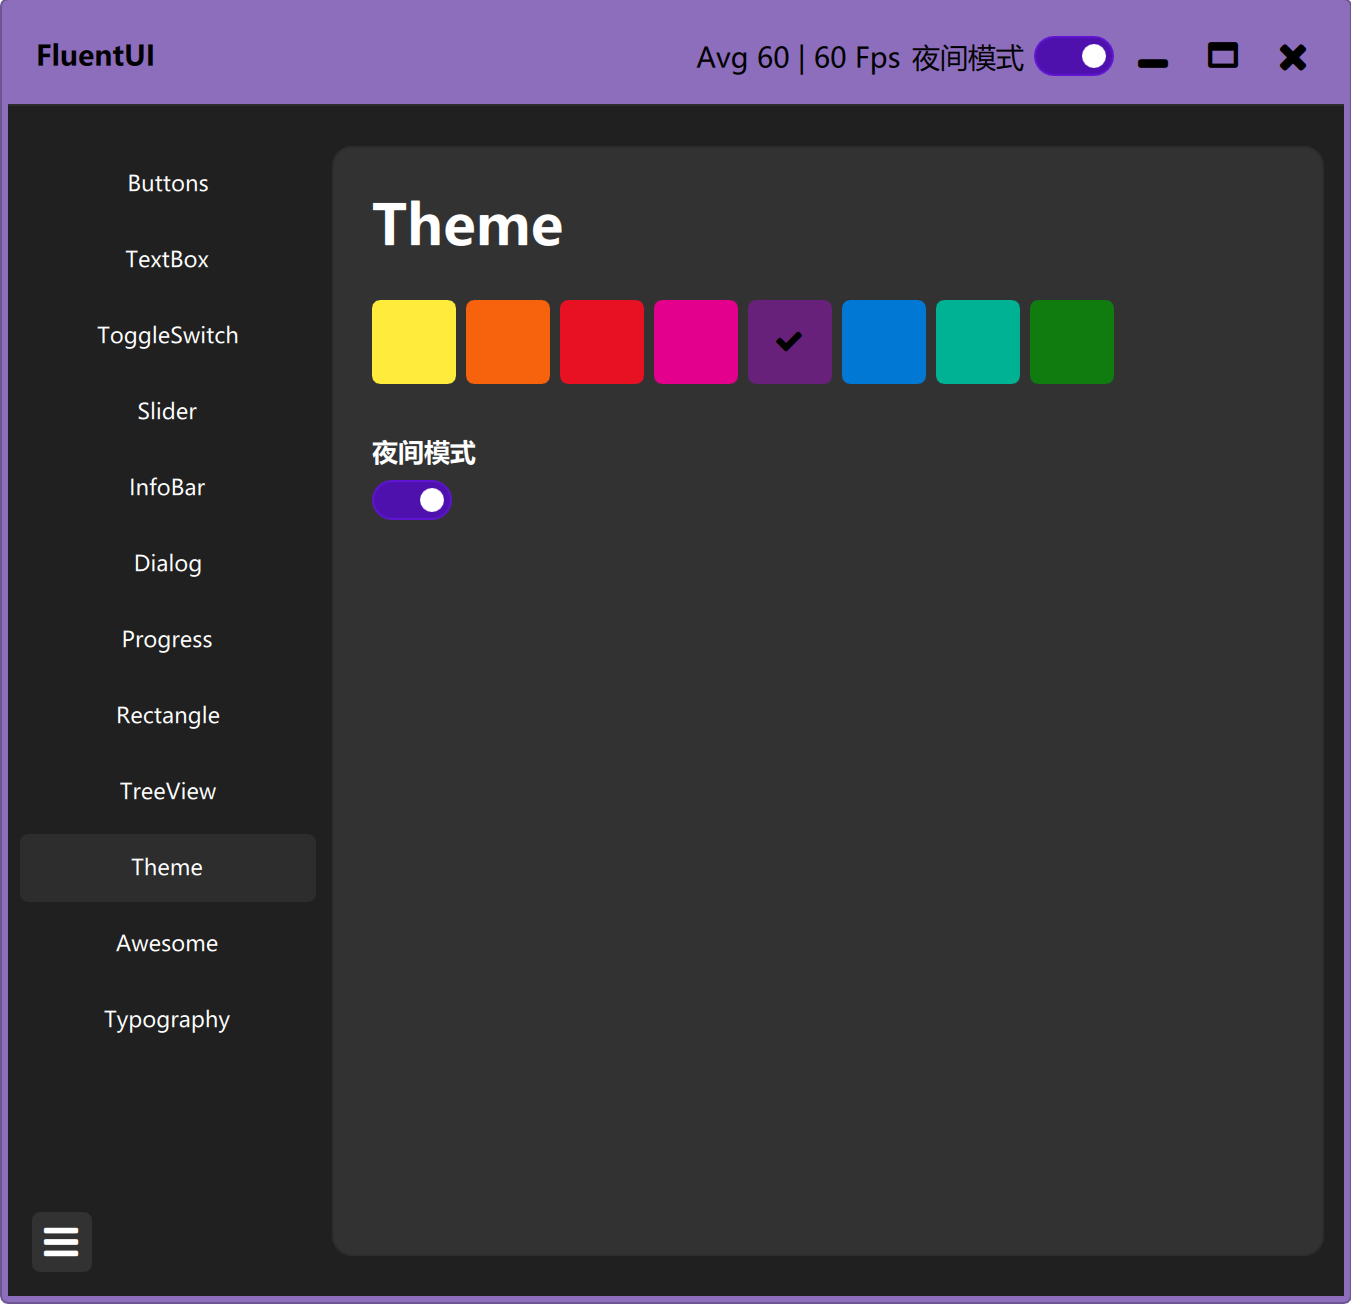 FluentUI
Avg 60 | 60 Fps 夜间模式
Buttons
TextBox
ToggleSwitch
Slider
InfoBar
Dialog
Progress
Rectangle
TreeView
Theme
Awesome
Typography
Theme
夜间模式